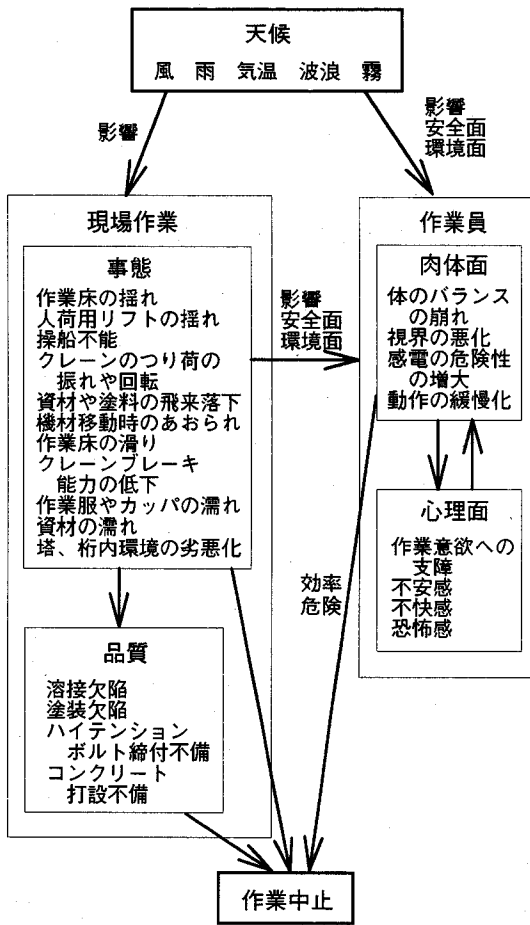 天候
風 雨 気温 波浪 霧
影響
影響
安全面
環境面
現場作業
事態
作業床の揺れ
人荷用リフトの揺れ
操船不能
クレーンのつり荷の
振れや回転
資材や塗料の飛来落下
機材移動時のあおられ
作業床の滑り
クレーンブレーキ
能力の低下
作業服やカッパの濡れ
資材の濡れ
塔、桁内環境の劣悪化
影響
安全面
環境面
作業員
肉体面
体のバランス
の崩れ
視界の悪化
感電の危険性
の増大
動作の緩慢化
心理面
作業意欲への
支障
不安感
不快感
恐怖感
効率
危険
品質
溶接欠陥
塗装欠陥
ハイテンション
ボルト締付不備
コンクリート
打設不備
作業中止